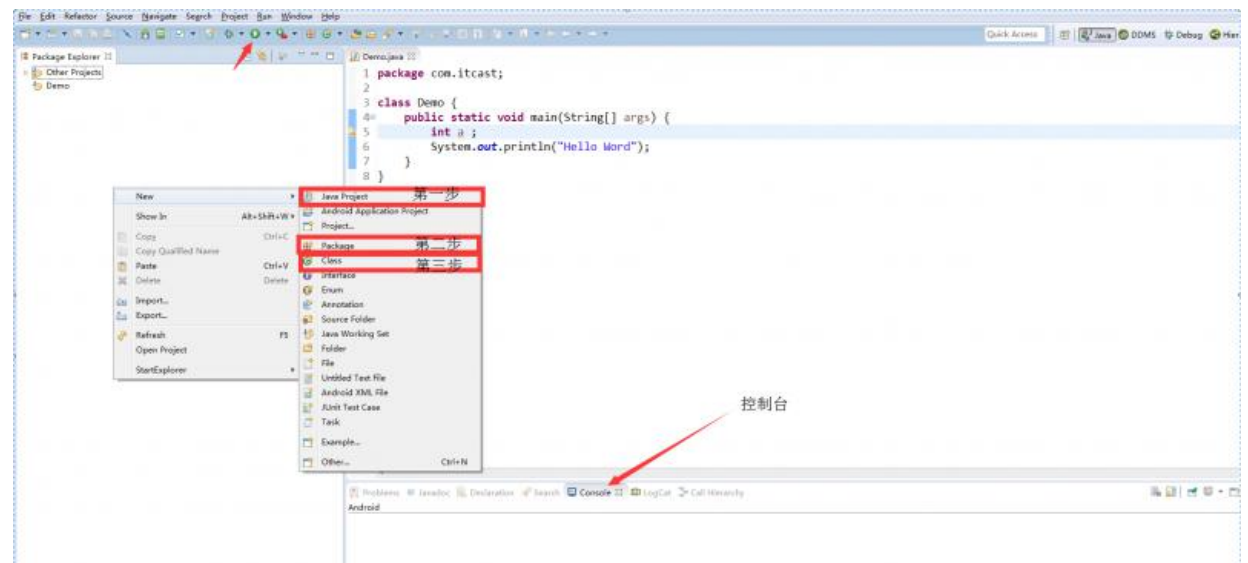 File Edit Refactor Source Navigate Search Project Run Window Help
Quick Access
Java DDMS Debug Hier
Package Explorer
Other Projects
Demo
Demo.java
1 package com.itcast;
2
3 class Demo {
4 public static void main(String[] args) {
5 int a ;
6 System.out.println("Hello Word");
7 }
8 }
New
Show In Alt+Shift+W
Copy Ctrl+C
Copy Qualified Name
Paste Ctrl+V
Delete Delete
Import...
Export...
Refresh F5
Open Project
StartExplorer
Java Project 第一步
Android Application Project
Project...
Package 第二步
Class 第三步
Interface
Enum
Annotation
Source Folder
Java Working Set
Folder
File
Untitled Text File
Android XML File
JUnit Test Case
Task
Example...
Other... Ctrl+N
控制台
Problems Javadoc Declaration Search Console LogCat Call Hierarchy
Android